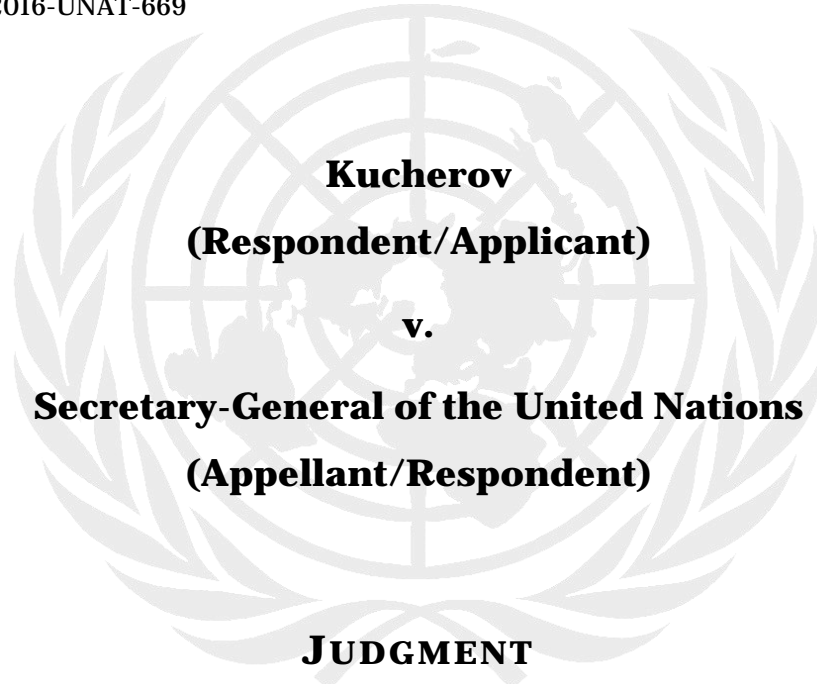 2016-UNAT-669
Kucherov
(Respondent/Applicant)
v.
Secretary-General of the United Nations
(Appellant/Respondent)
JUDGMENT